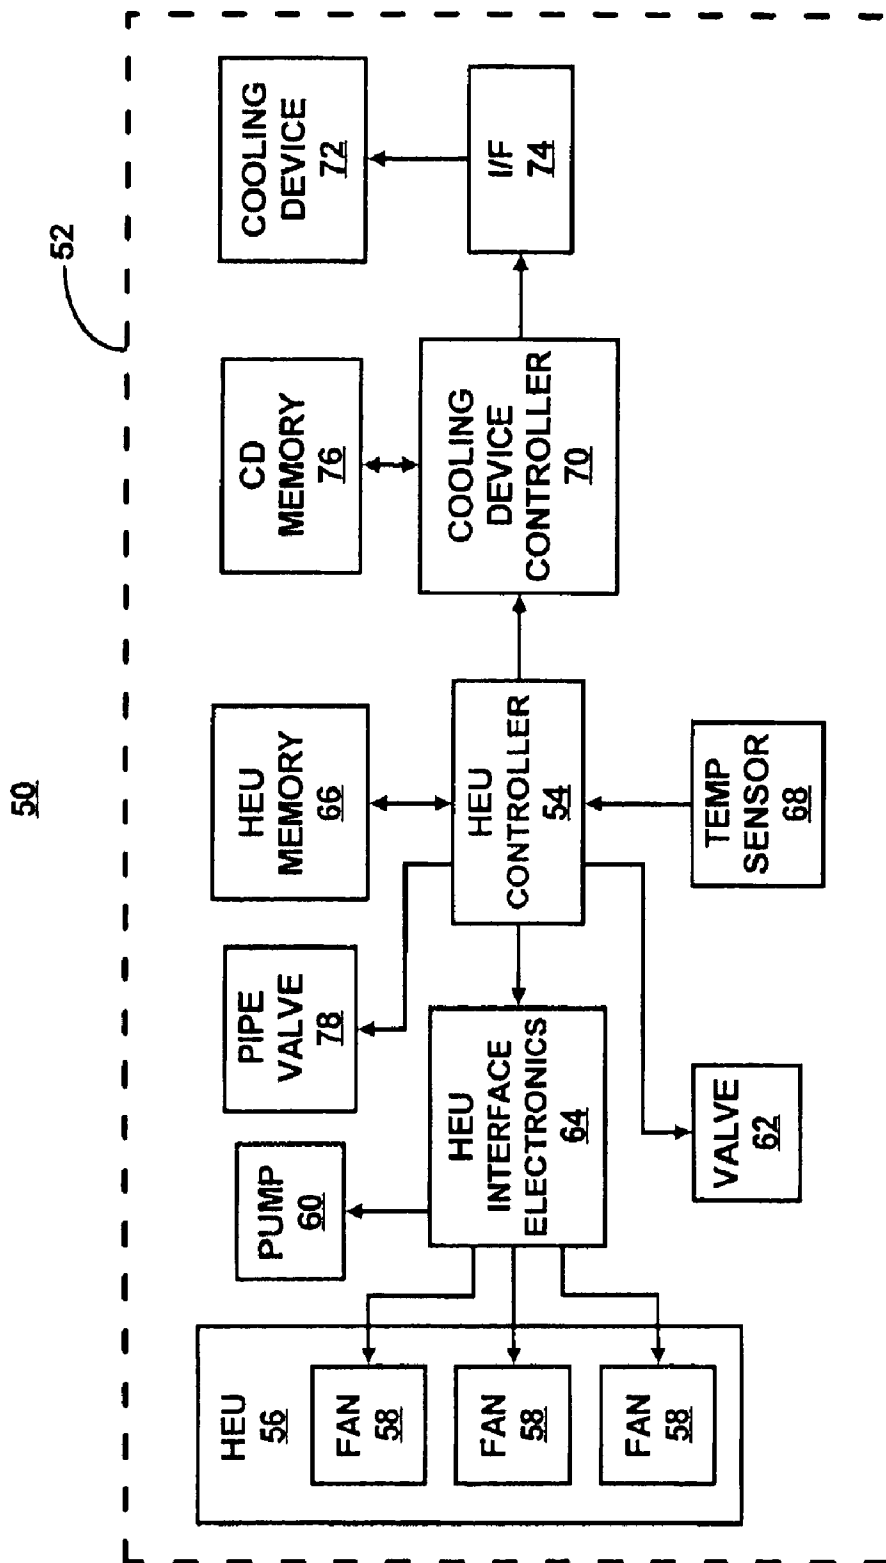 50
52
HEU
56
FAN
58
FAN
58
FAN
58
PUMP
60
PIPE
VALVE
78
HEU
INTERFACE
ELECTRONICS
64
VALVE
62
HEU
MEMORY
66
HEU
CONTROLLER
54
TEMP
SENSOR
68
CD
MEMORY
76
COOLING
DEVICE
CONTROLLER
70
COOLING
DEVICE
72
I/F
74